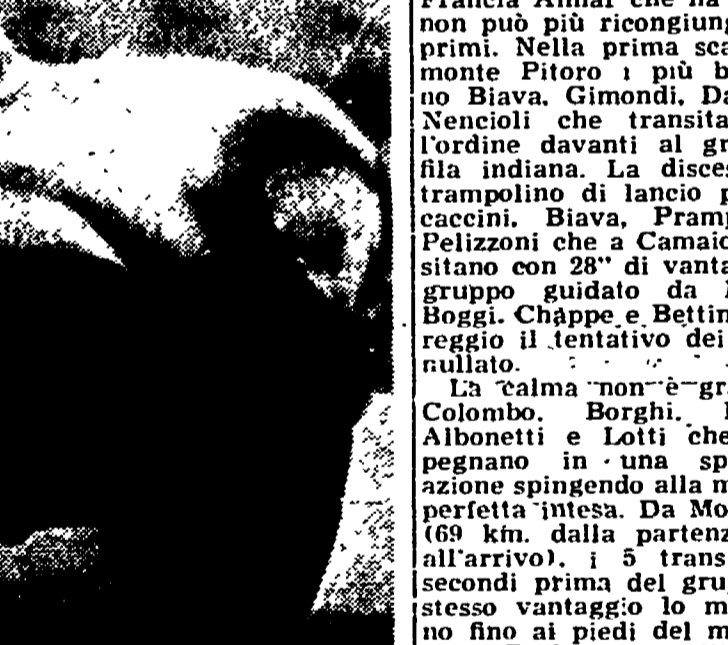 non può più ricongiun
primi. Nella prima sca
monte Pitoro i più b
no Biava, Gimondi, Da
Nencioli che transita
l'ordine davanti al gr
fila indiana. La disces
trampolino di lancio p
caccini. Biava, Pramp
Pelizzoni che a Camaio
sitano con 28" di vanta
gruppo guidato da
Boggi. Chappe e Bettin
reggio il tentativo dei
nullato.
La calma non è gr
Colombo. Borghi.
Albonetti e Lotti che
pegnano in una sp
azione spingendo alla m
perfetta intesa. Da Mo
(69 km. dalla partenz
all'arrivo). i 5 trans
secondi prima del gru
stesso vantaggio lo m
no fino ai piedi del m